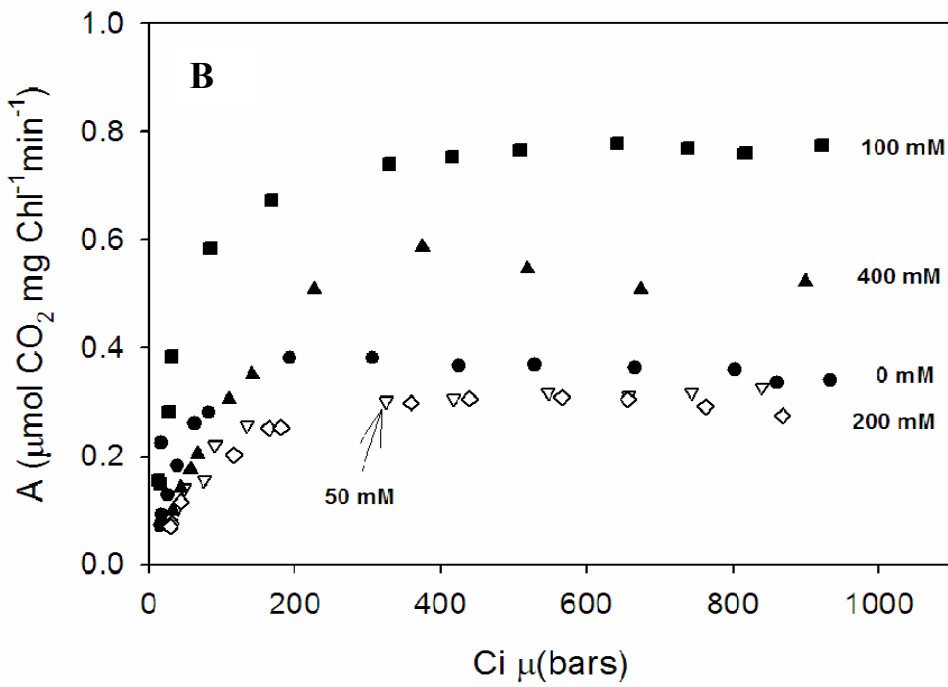 B
1.0
0.8
0.6
0.4
0.2
0.0
A (μmol CO₂ mg Chl⁻¹min⁻¹)
100 mM
400 mM
0 mM
200 mM
50 mM
0 200 400 600 800 1000
Ci μ(bars)